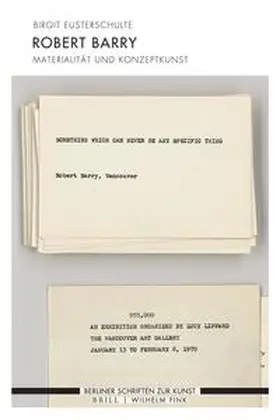 BIRGIT EUSTERSCHULTE
ROBERT BARRY
MATERIALITÄT UND KONZEPTKUNST
SOMETHING WHICH CAN NEVER BE ANY SPECIFIC THING
Robert Barry, Vancouver
955,000
AN EXHIBITION ORGANIZED BY LUCY LIPPARD
THE VANCOUVER ART GALLERY
JANUARY 13 TO FEBRUARY 8, 1970
BERLINER SCHRIFTEN ZUR KUNST
BRILL | WILHELM FINK